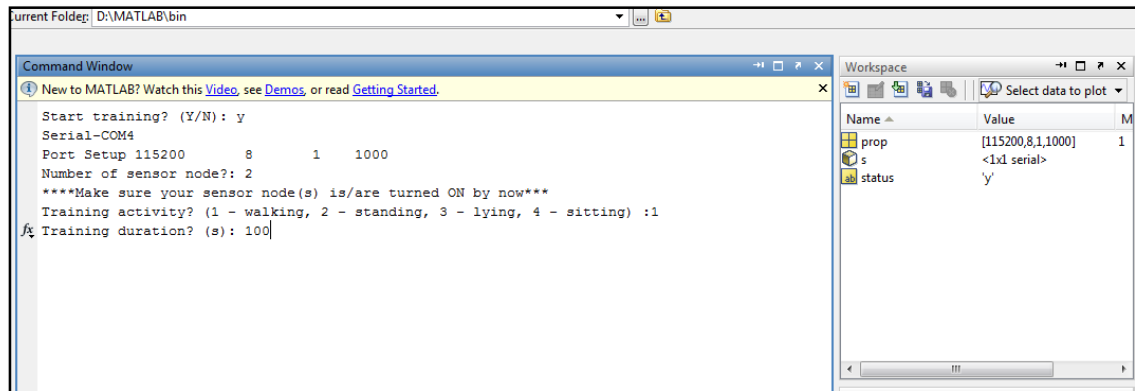 Current Folder: D:\MATLAB\bin
Command Window
New to MATLAB? Watch this Video, see Demos, or read Getting Started.
Start training? (Y/N): y
Serial-COM4
Port Setup 115200 8 1 1000
Number of sensor node?: 2
****Make sure your sensor node(s) is/are turned ON by now***
Training activity? (1 - walking, 2 - standing, 3 - lying, 4 - sitting) :1
fx Training duration? (s): 100
Workspace
Select data to plot
Name Value M
prop [115200,8,1,1000] 1
s <1x1 serial>
ab status 'y'